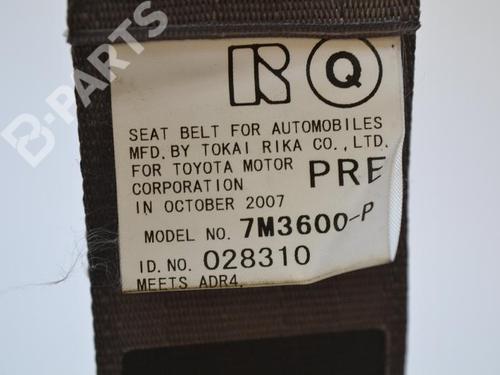 B-PARTS
R Q
SEAT BELT FOR AUTOMOBILES
MFD. BY TOKAI RIKA CO., LTD.
FOR TOYOTA MOTOR
CORPORATION PRE
IN OCTOBER 2007
MODEL NO. 7M3600-P
ID. NO. 028310
MEETS ADR4.